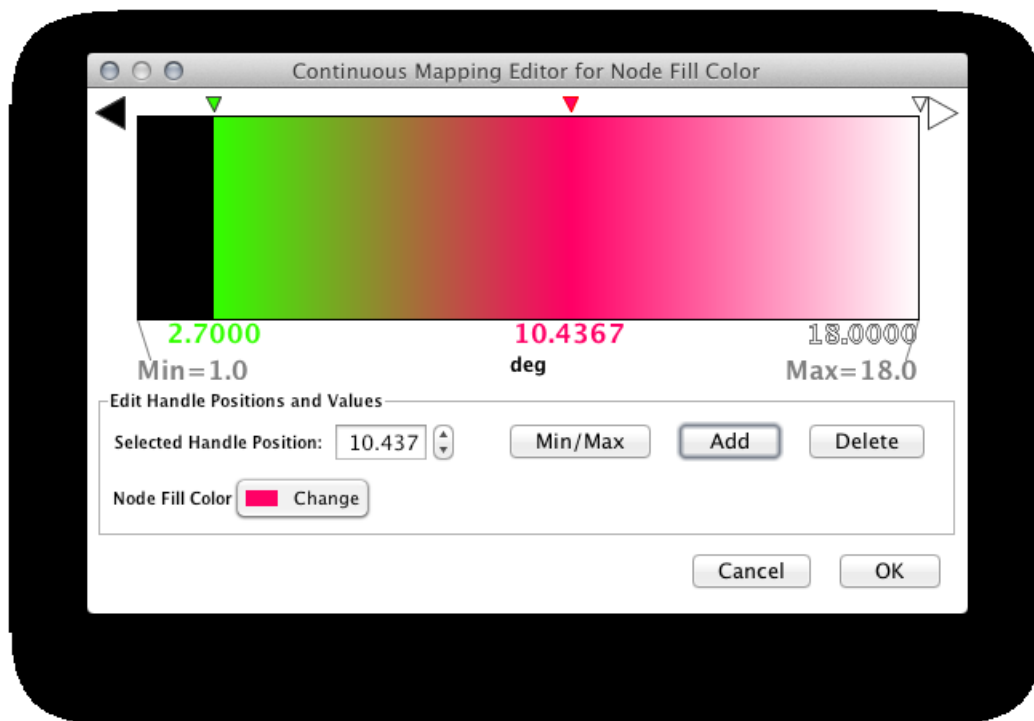 Continuous Mapping Editor for Node Fill Color
2.7000 10.4367 18.0000
Min=1.0 deg Max=18.0
Edit Handle Positions and Values
Selected Handle Position: 10.437 Min/Max Add Delete
Node Fill Color Change
Cancel OK